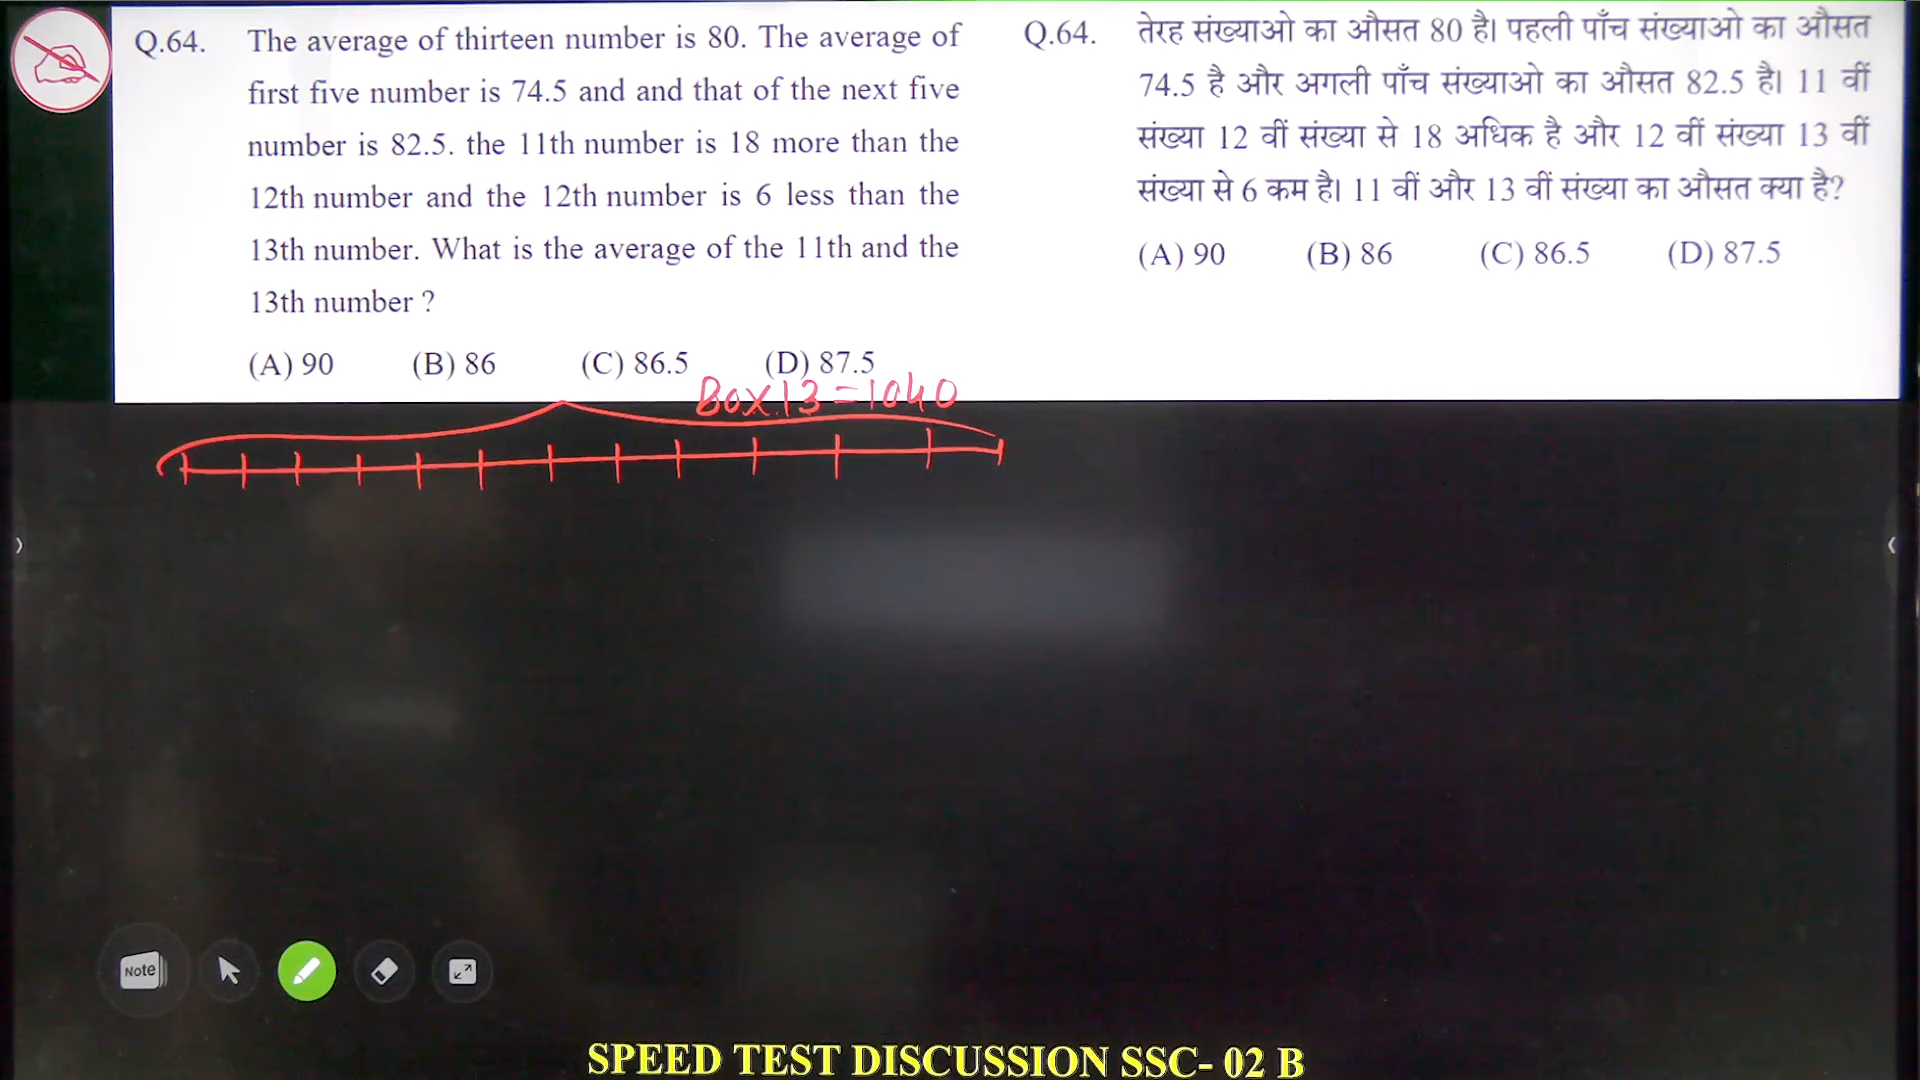 Q.64. The average of thirteen number is 80. The average of
first five number is 74.5 and and that of the next five
number is 82.5. the 11th number is 18 more than the
12th number and the 12th number is 6 less than the
13th number. What is the average of the 11th and the
13th number ?
(A) 90 (B) 86 (C) 86.5 (D) 87.5
Q.64. तेरह संख्याओ का औसत 80 है। पहली पाँच संख्याओ का औसत
74.5 है और अगली पाँच संख्याओ का औसत 82.5 है। 11 वीं
संख्या 12 वीं संख्या से 18 अधिक है और 12 वीं संख्या 13 वीं
संख्या से 6 कम है। 11 वीं और 13 वीं संख्या का औसत क्या है?
(A) 90 (B) 86 (C) 86.5 (D) 87.5
80x13=1040
Note
SPEED TEST DISCUSSION SSC- 02 B